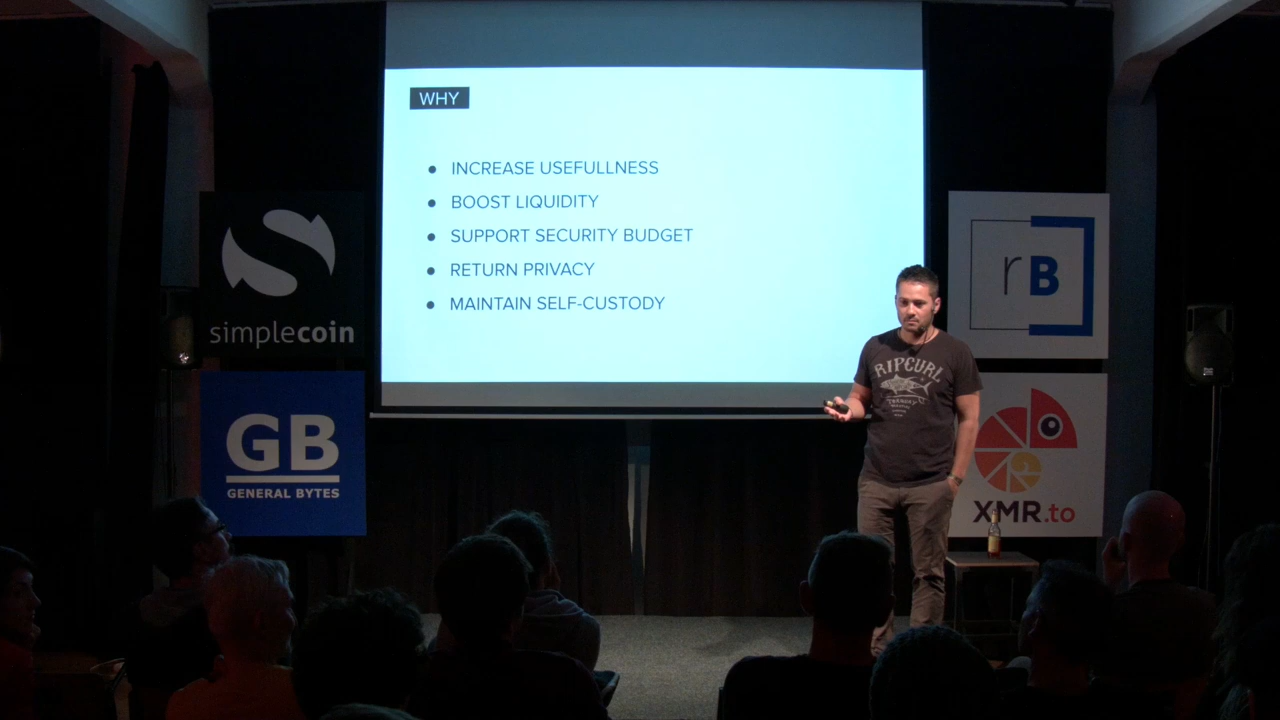 WHY
INCREASE USEFULLNESS
BOOST LIQUIDITY
SUPPORT SECURITY BUDGET
RETURN PRIVACY
MAINTAIN SELF-CUSTODY
simplecoin
GB
GENERAL BYTES
rB
RIPCURL
XMR.to